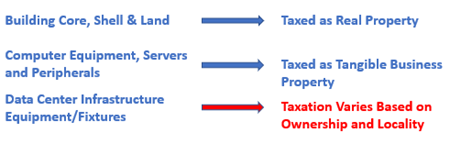 Building Core, Shell & Land
Taxed as Real Property
Computer Equipment, Servers
and Peripherals
Taxed as Tangible Business
Property
Data Center Infrastructure
Equipment/Fixtures
Taxation Varies Based on
Ownership and Locality